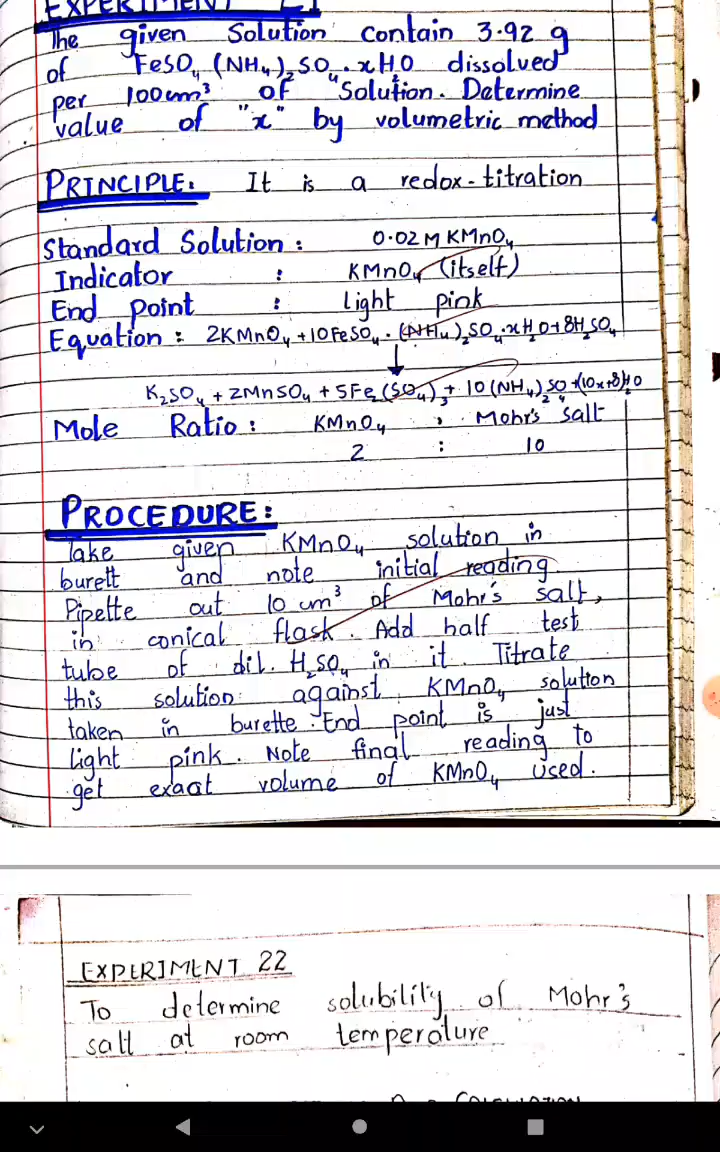 EXPERIMENT 21
The given Solution contain 3.92 g
of FeSO₄(NH₄)₂SO₄.xH₂O dissolved
per 100cm³ of Solution. Determine
value of "x" by volumetric method
PRINCIPLE: It is a redox-titration
Standard Solution : 0.02 M KMnO₄
Indicator : KMnO₄ (itself)
End Point : Light pink
Equation : 2KMnO₄ + 10FeSO₄.(NH₄)₂SO₄.xH₂O + 8H₂SO₄
↓
K₂SO₄ + 2MnSO₄ + 5Fe₂(SO₄)₃ + 10(NH₄)₂SO₄ + (10x+8)H₂O
Mole Ratio : KMnO₄ : Mohr's salt
2 : 10
PROCEDURE:
Take given KMnO₄ solution in
burett and note initial reading
Pipette out 10 cm³ of Mohr's salt,
in conical flask. Add half test
tube of dil. H₂SO₄ in it. Titrate
this solution against KMnO₄ solution
taken in burette. End point is just
light pink. Note final reading to
get exaat volume of KMnO₄ used.
EXPERIMENT 22
To determine solubility of Mohr's
salt at room temperature